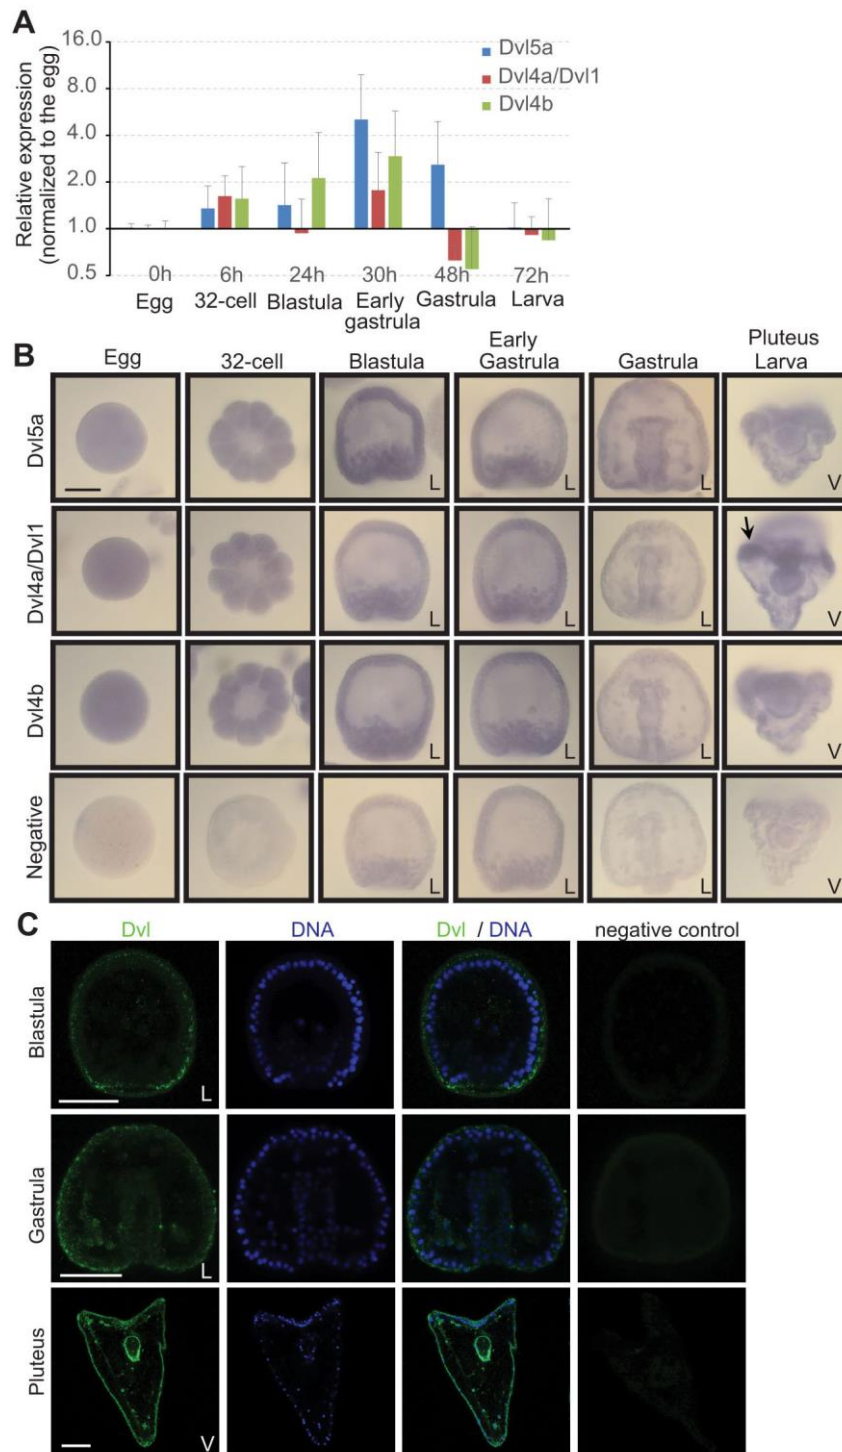 A
Relative expression
(normalized to the egg)
16.0
8.0
4.0
2.0
1.0
0.5
Dvl5a
Dvl4a/Dvl1
Dvl4b
0h 6h 24h 30h 48h 72h
Egg 32-cell Blastula Early gastrula Gastrula Larva
B
Egg 32-cell Blastula Early Gastrula Gastrula Pluteus Larva
Dvl5a
L L L V
Dvl4a/Dvl1
L L L V
Dvl4b
L L L V
Negative
L L L V
C
Dvl DNA Dvl / DNA negative control
Blastula
L
Gastrula
L
Pluteus
V